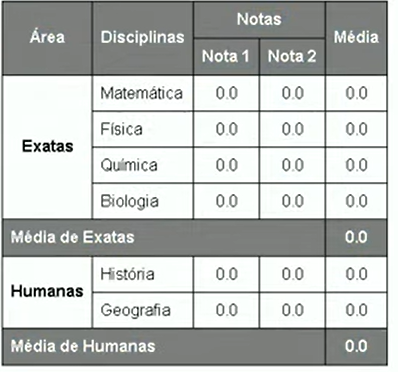 Área Disciplinas Notas Média
Nota 1 Nota 2
Exatas
Matemática 0.0 0.0 0.0
Física 0.0 0.0 0.0
Química 0.0 0.0 0.0
Biologia 0.0 0.0 0.0
Média de Exatas 0.0
Humanas
História 0.0 0.0 0.0
Geografia 0.0 0.0 0.0
Média de Humanas 0.0